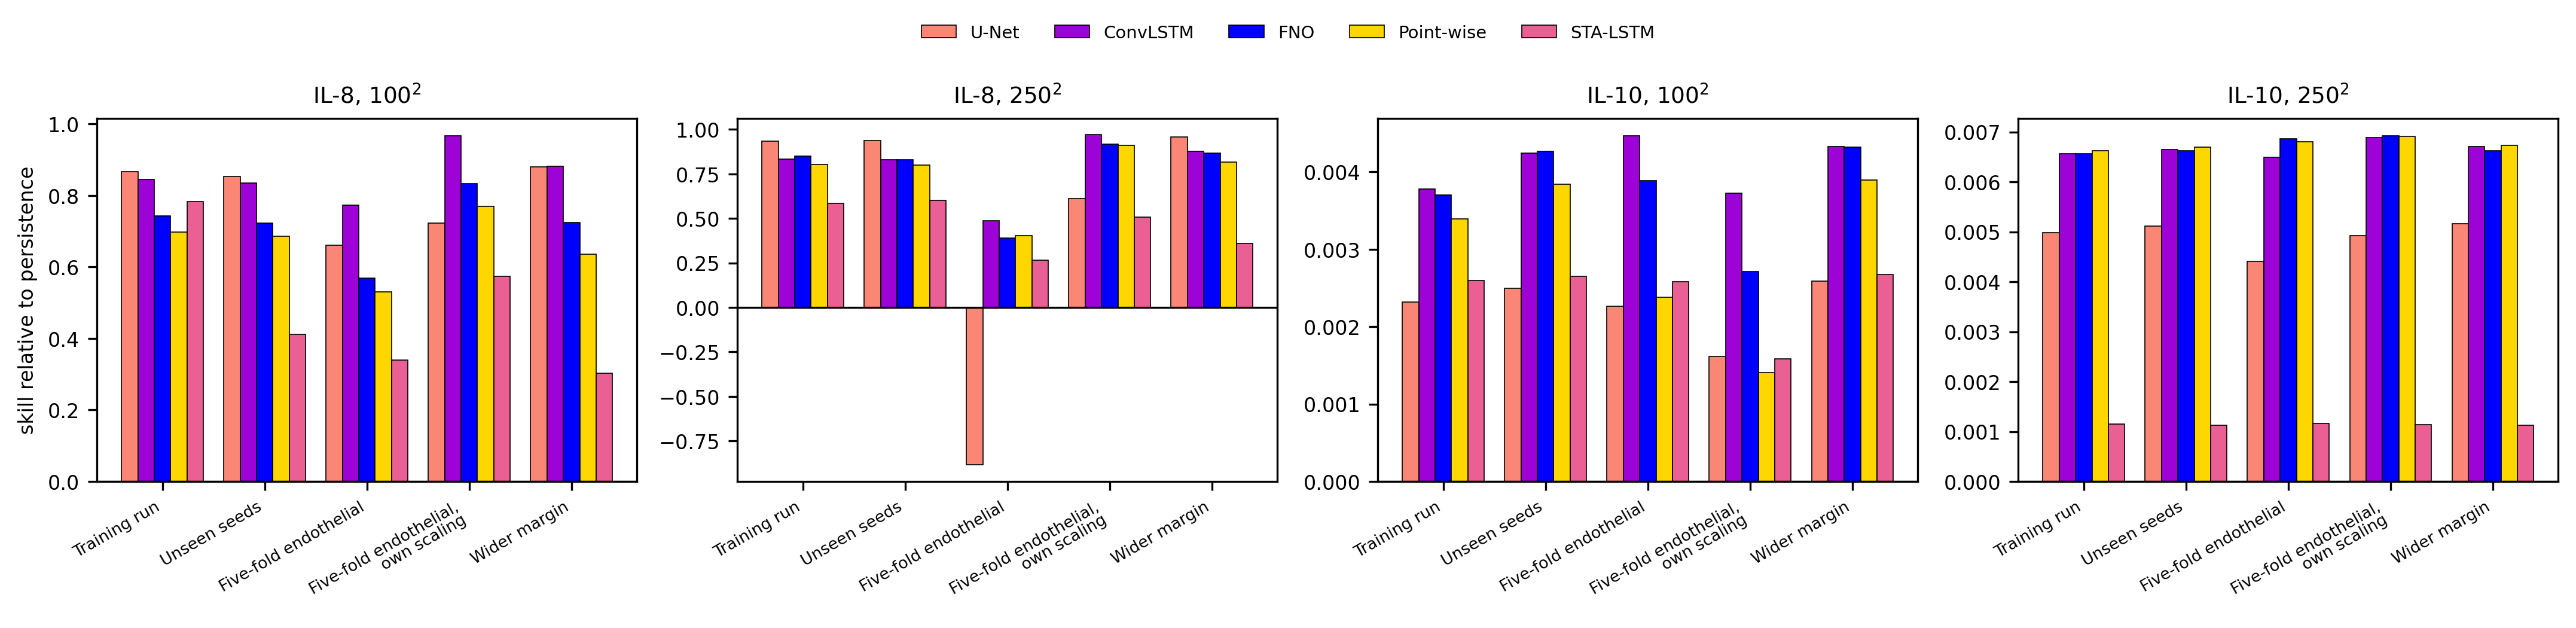 U-Net ConvLSTM FNO Point-wise STA-LSTM
IL-8, 100²
skill relative to persistence
1.0
0.8
0.6
0.4
0.2
0.0
Training run
Unseen seeds
Five-fold endothelial
Five-fold endothelial,
own scaling
Wider margin
IL-8, 250²
1.00
0.75
0.50
0.25
0.00
−0.25
−0.50
−0.75
Training run
Unseen seeds
Five-fold endothelial
Five-fold endothelial,
own scaling
Wider margin
IL-10, 100²
0.004
0.003
0.002
0.001
0.000
Training run
Unseen seeds
Five-fold endothelial
Five-fold endothelial,
own scaling
Wider margin
IL-10, 250²
0.007
0.006
0.005
0.004
0.003
0.002
0.001
0.000
Training run
Unseen seeds
Five-fold endothelial
Five-fold endothelial,
own scaling
Wider margin